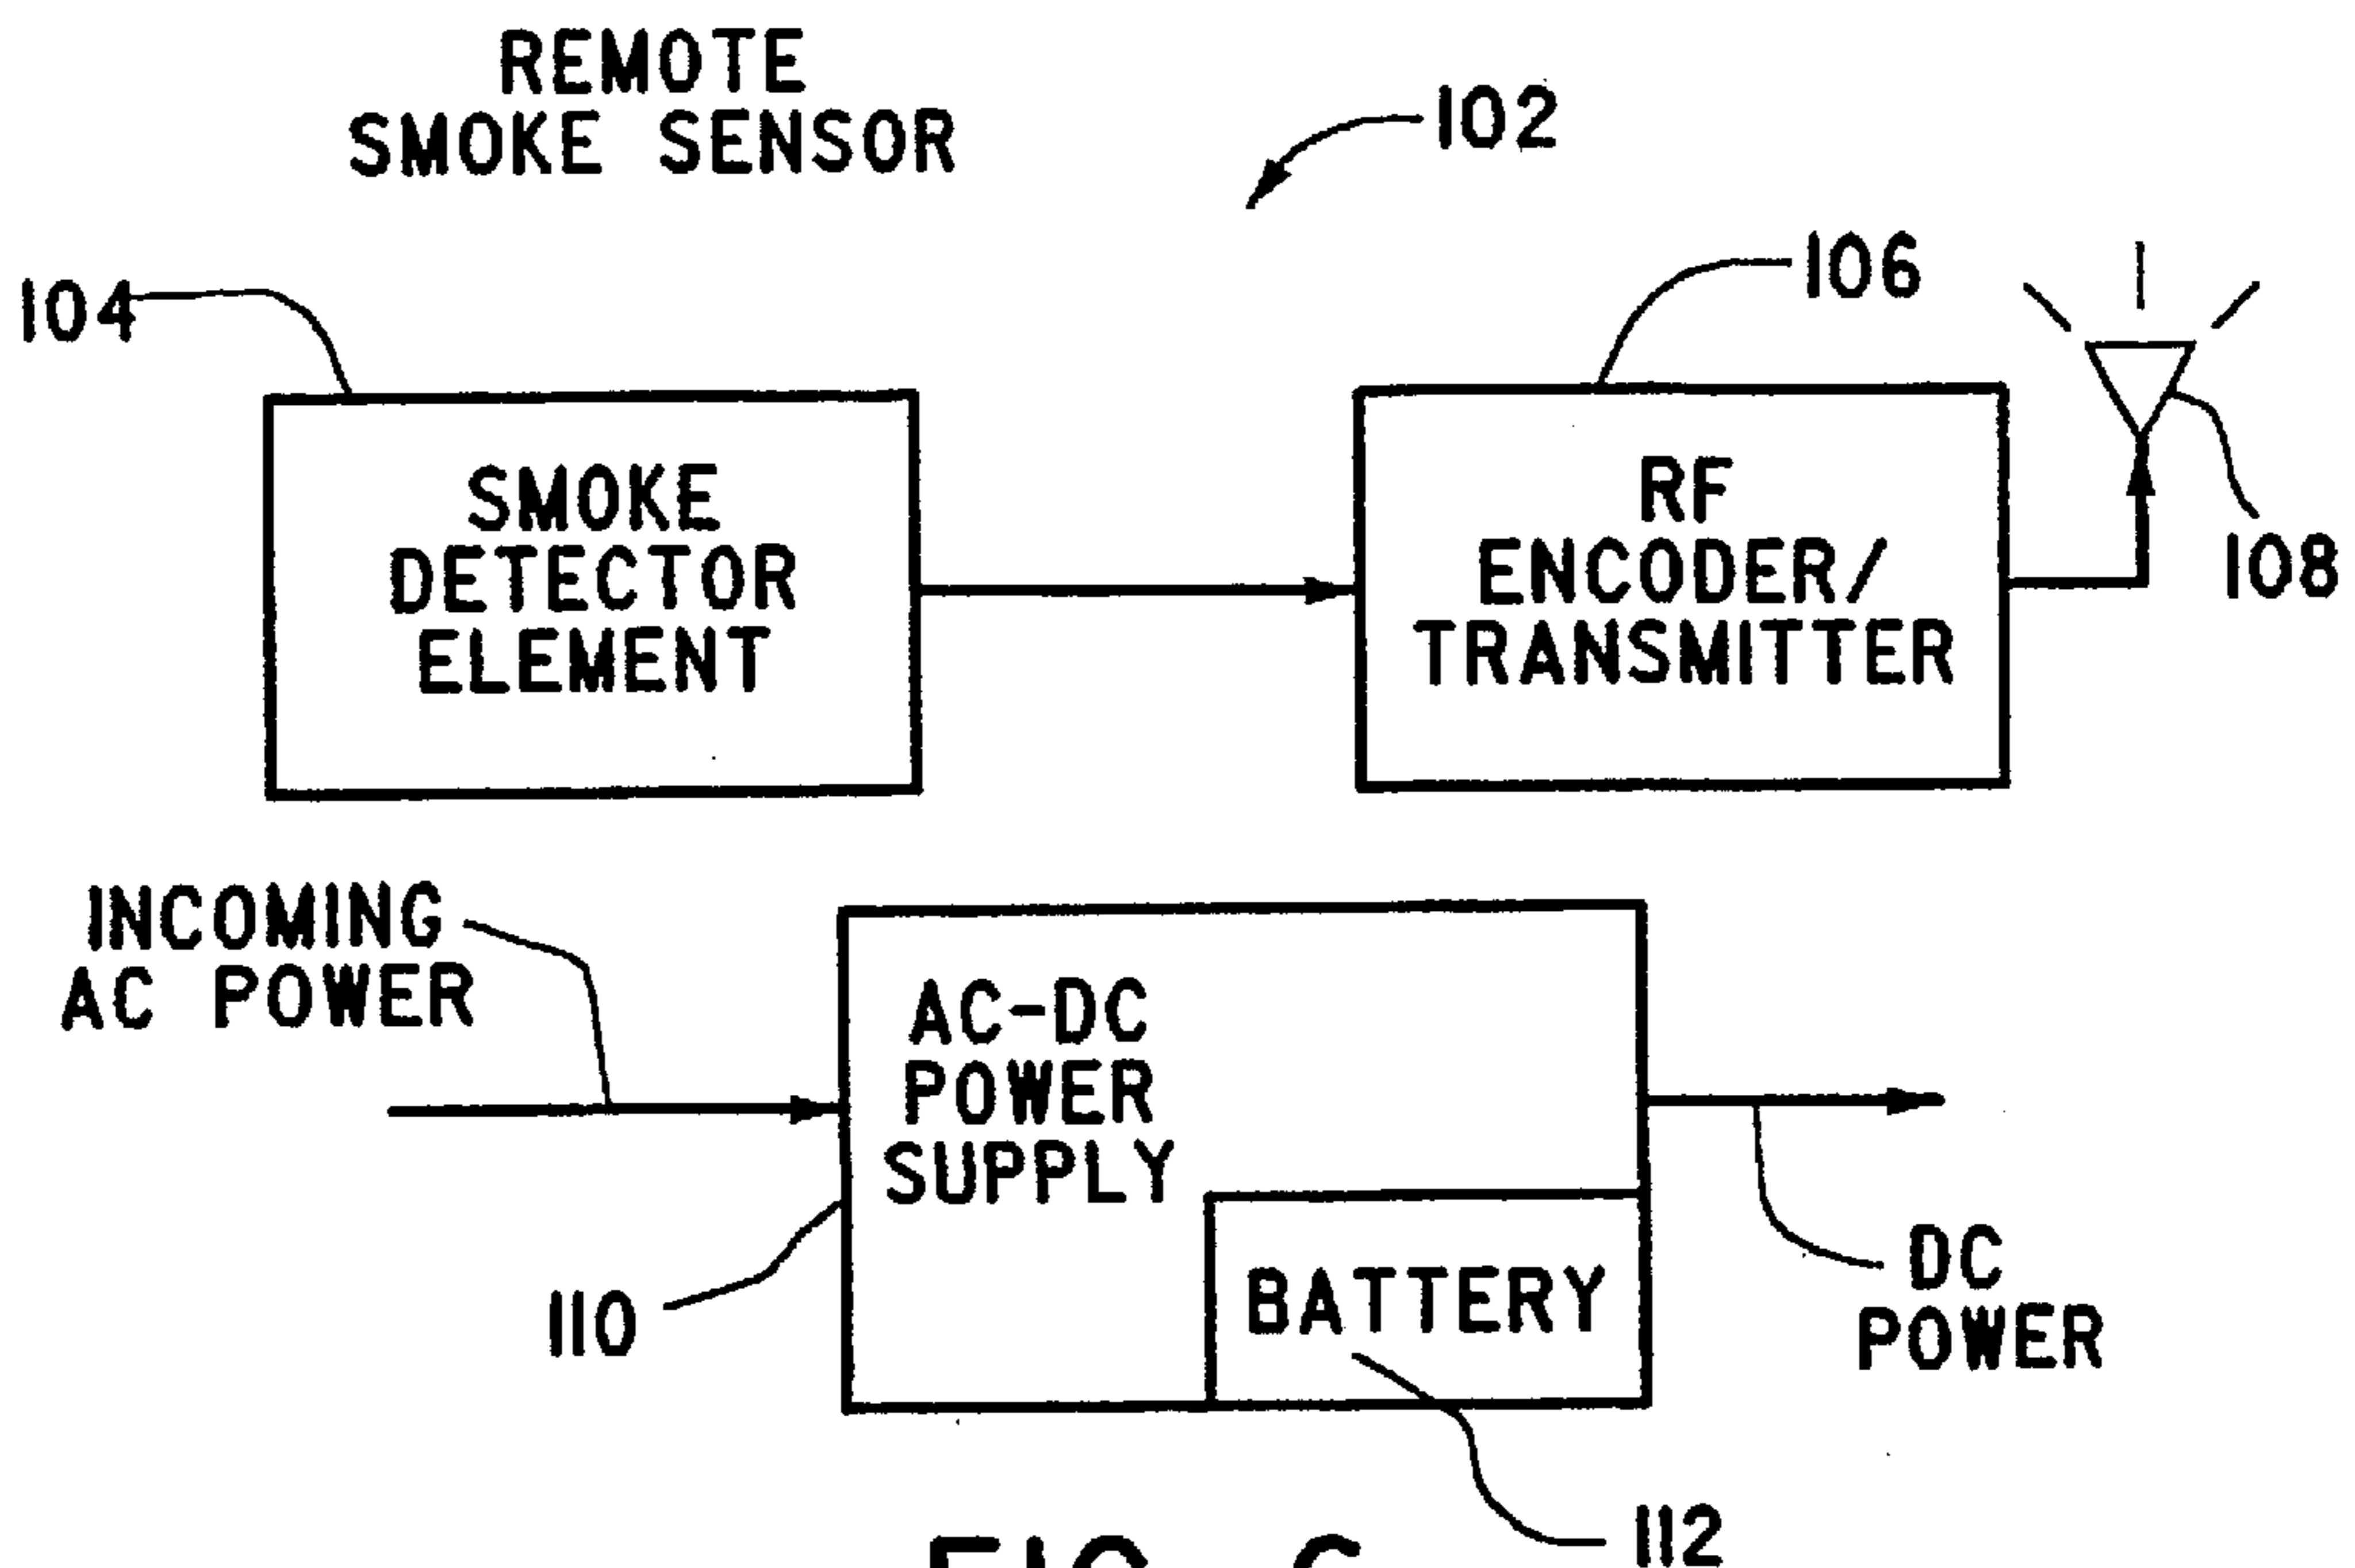 REMOTE
SMOKE SENSOR
102
104
106
108
SMOKE
DETECTOR
ELEMENT
RF
ENCODER/
TRANSMITTER
INCOMING
AC POWER
AC-DC
POWER
SUPPLY
110
BATTERY
DC
POWER
112